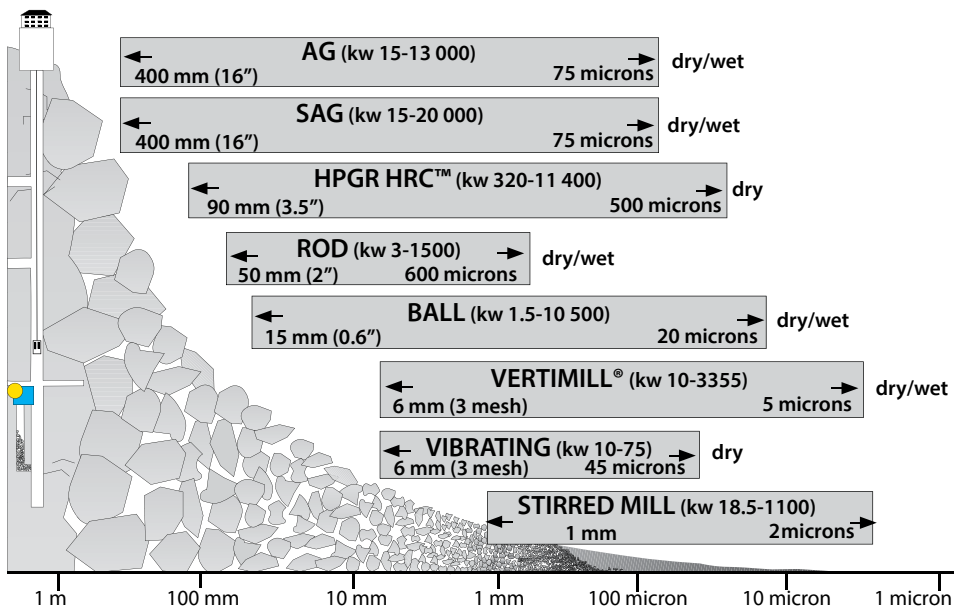 AG (kw 15-13 000)
400 mm (16”) 75 microns
dry/wet
SAG (kw 15-20 000)
400 mm (16”) 75 microns
dry/wet
HPGR HRC™ (kw 320-11 400)
90 mm (3.5”) 500 microns
dry
ROD (kw 3-1500)
50 mm (2”) 600 microns
dry/wet
BALL (kw 1.5-10 500)
15 mm (0.6”) 20 microns
dry/wet
VERTIMILL® (kw 10-3355)
6 mm (3 mesh) 5 microns
dry/wet
VIBRATING (kw 10-75)
6 mm (3 mesh) 45 microns
dry
STIRRED MILL (kw 18.5-1100)
1 mm 2microns
1 m 100 mm 10 mm 1 mm 100 micron 10 micron 1 micron